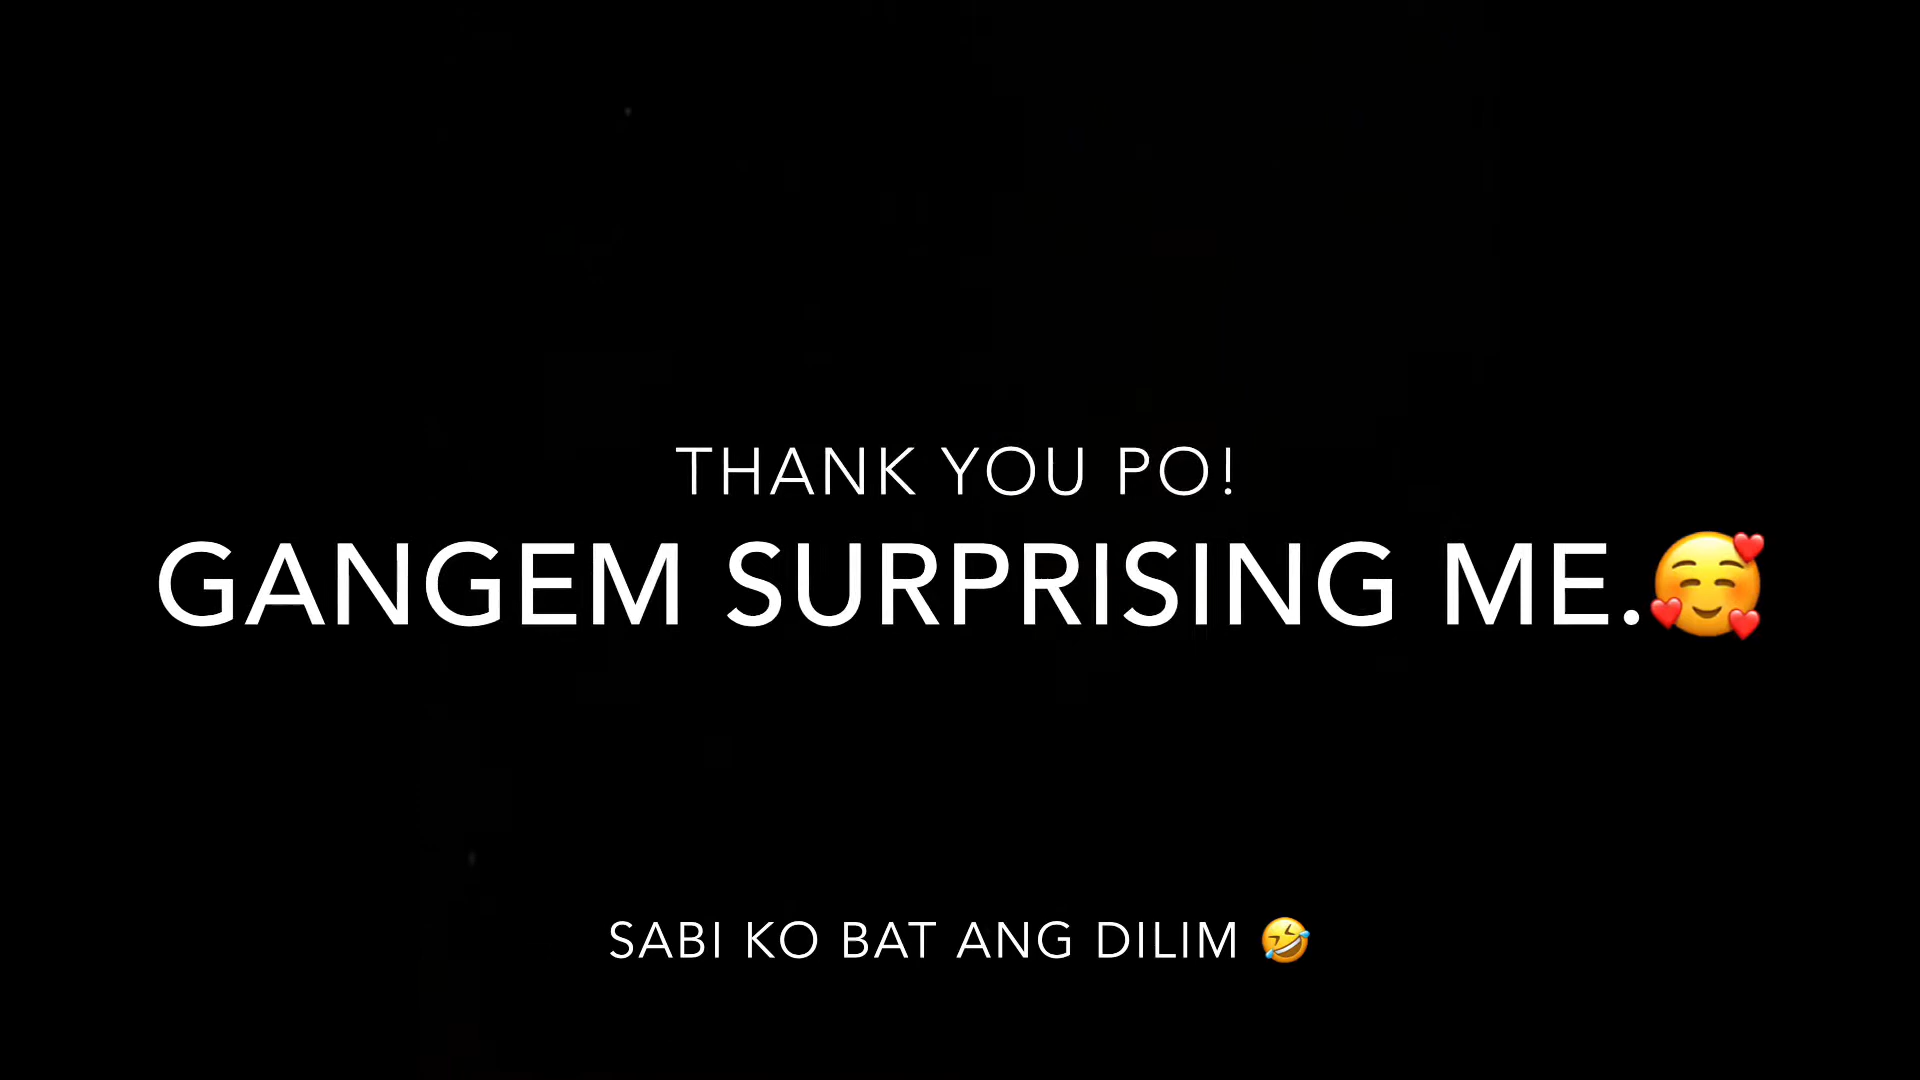 THANK YOU PO!
GANGEM SURPRISING ME.🥰
SABI KO BAT ANG DILIM 🤣